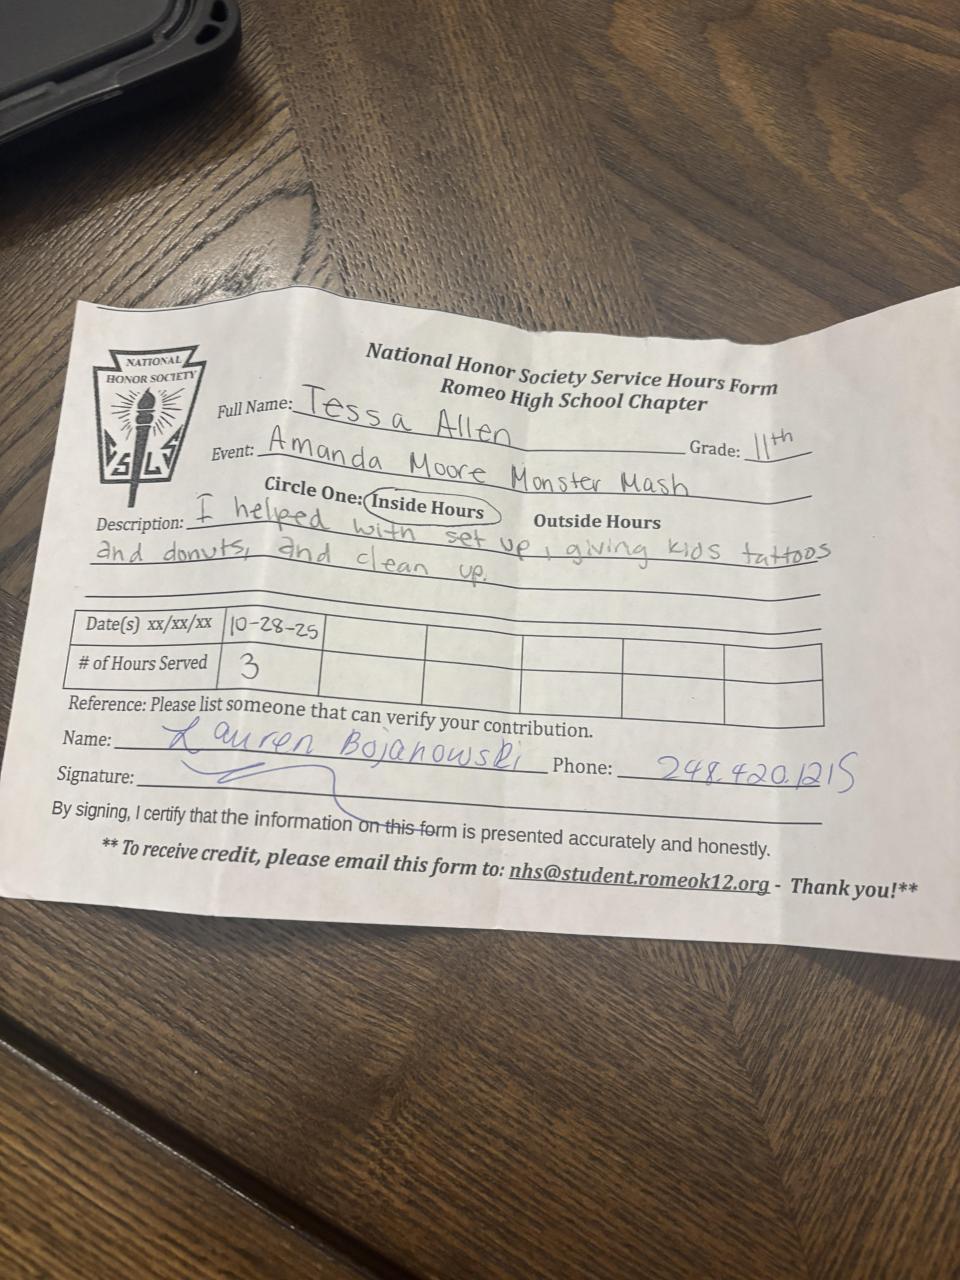 NATIONAL
HONOR SOCIETY
C S L S
National Honor Society Service Hours Form
Romeo High School Chapter
Full Name: Tessa Allen Grade: 11th
Event: Amanda Moore Monster Mash
Circle One: Inside Hours Outside Hours
Description: I helped with set up, giving kids tattoos
and donuts, and clean up.
Date(s) xx/xx/xx 10-28-25
# of Hours Served 3
Reference: Please list someone that can verify your contribution.
Name: Lauren Bojanowski Phone: 248.420.1215
Signature:
By signing, I certify that the information on this form is presented accurately and honestly.
** To receive credit, please email this form to: nhs@student.romeok12.org - Thank you!**